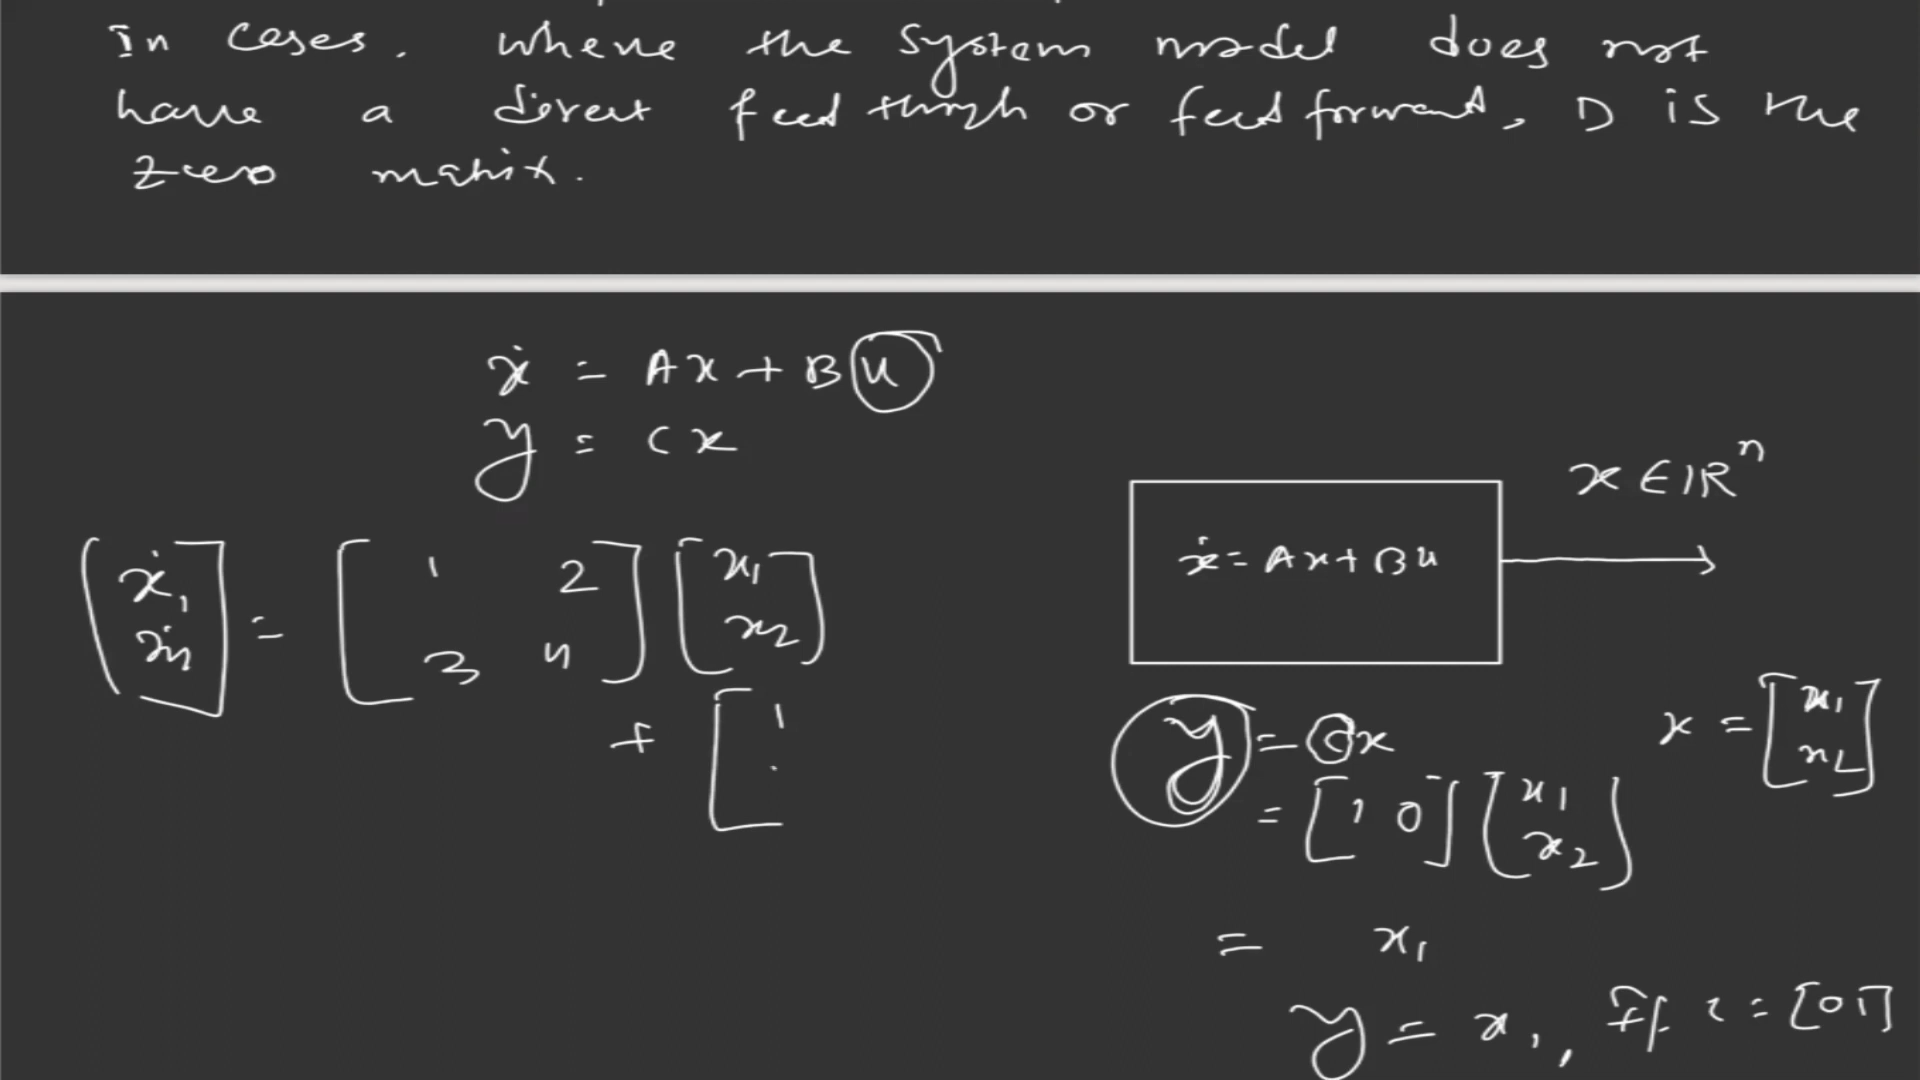 In cases, where the system model does not
have a direct feed through or feed forward, D is the
zero matrix.
ẋ = Ax + Bu
y = Cx
[ẋ₁ ẋ₂] = [1 2 3 4] [x₁ x₂]
+ [1 .
x ∈ ℝⁿ
ẋ = Ax + Bu
y = Cx
x = [x₁ x₂]
= [1 0] [x₁ x₂]
= x₁
y = x₁, If C = [0 1]